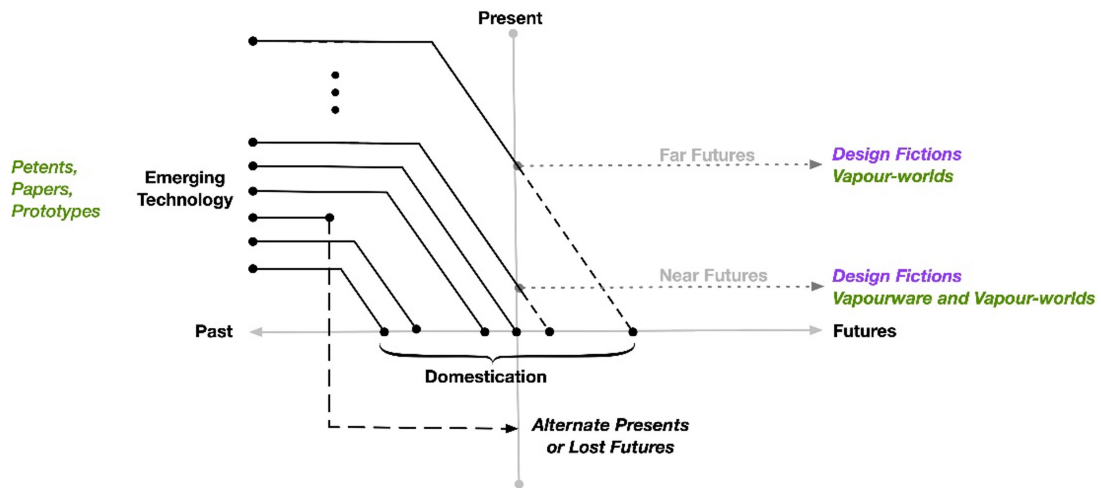 Present
Far Futures
Design Fictions
Vapour-worlds
Petents,
Papers,
Prototypes
Emerging
Technology
Near Futures
Design Fictions
Vapourware and Vapour-worlds
Past
Futures
Domestication
Alternate Presents
or Lost Futures